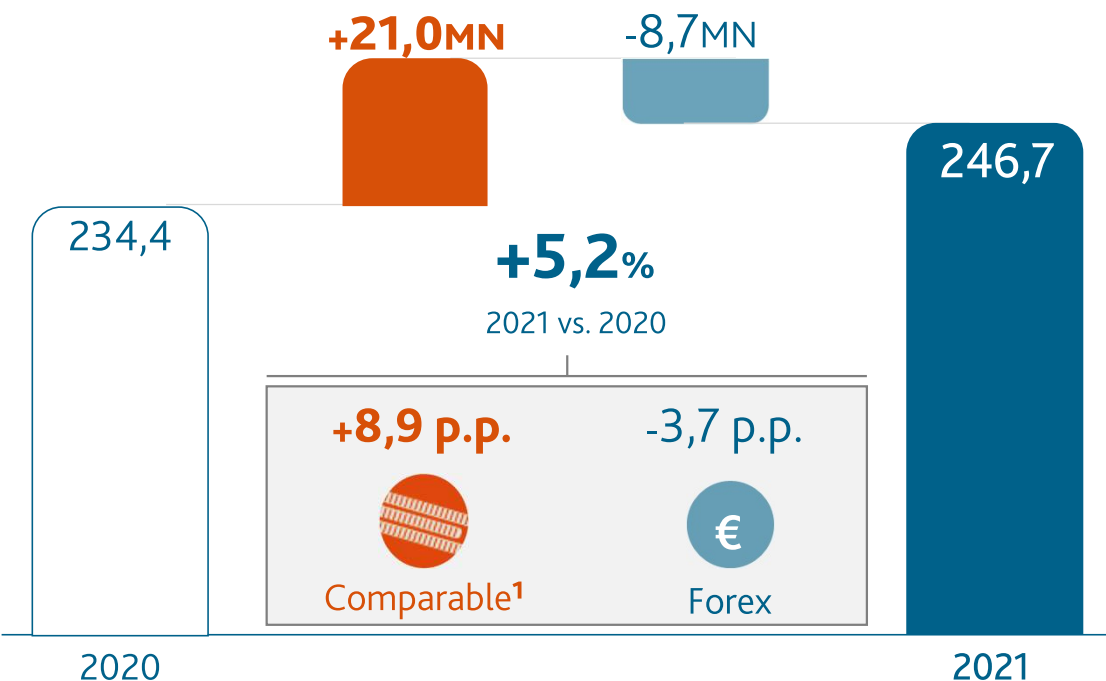 +21,0MN
-8,7MN
234,4
246,7
+5,2%
2021 vs. 2020
+8,9 p.p.
-3,7 p.p.
€
Comparable¹
Forex
2020
2021